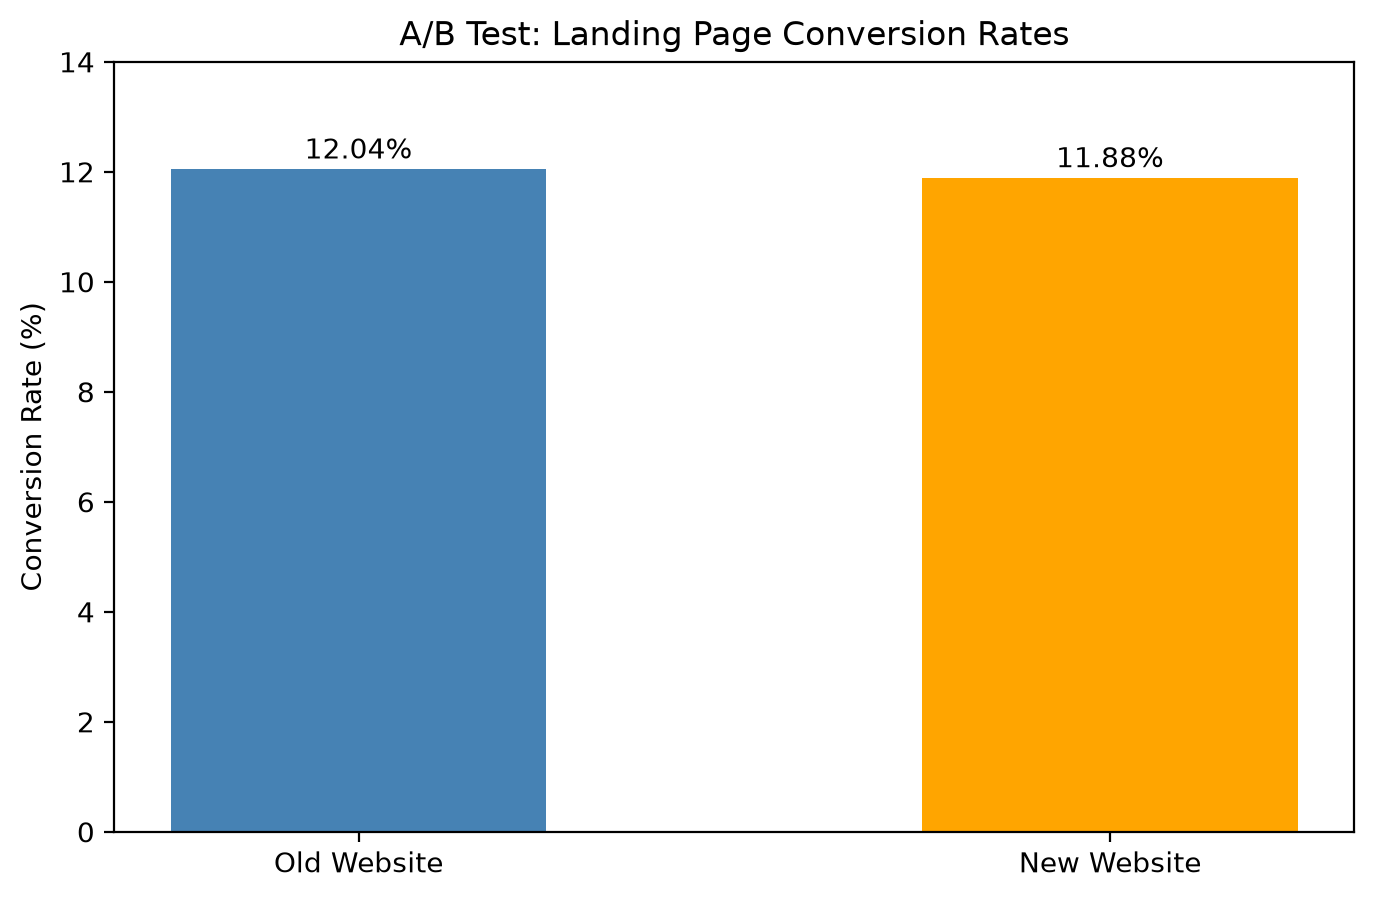 A/B Test: Landing Page Conversion Rates
14
12
10
8
6
4
2
0
Conversion Rate (%)
12.04%
11.88%
Old Website
New Website